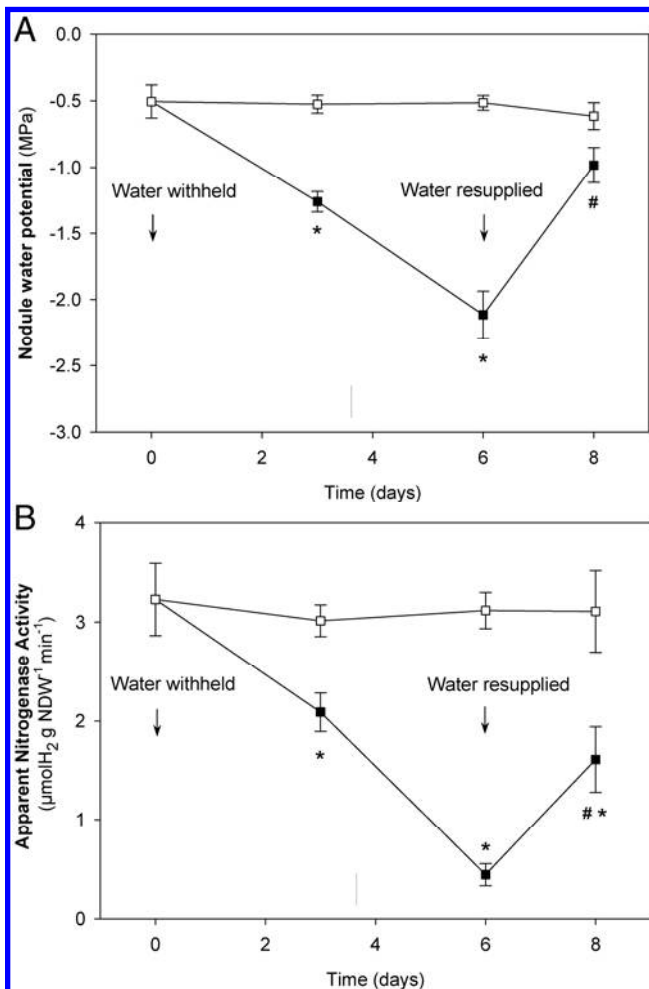 A
Nodule water potential (MPa)
0.0
-0.5
-1.0
-1.5
-2.0
-2.5
-3.0
Water withheld
Water resupplied
*
*
#
0 2 4 6 8
Time (days)
B
Apparent Nitrogenase Activity
(µmolH₂ g NDW⁻¹ min⁻¹)
4
3
2
1
0
Water withheld
Water resupplied
*
*
# *
0 2 4 6 8
Time (days)